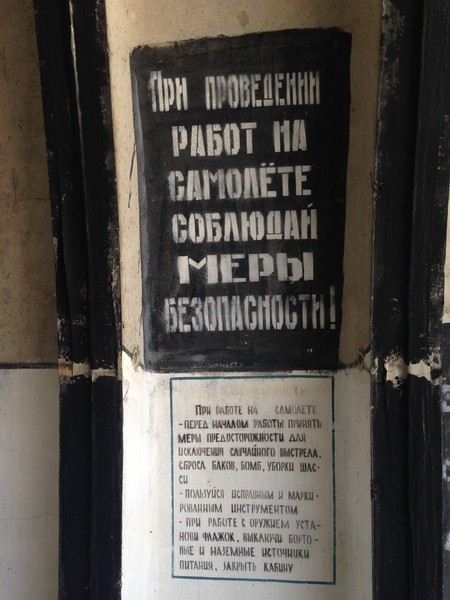 При проведении
работ на
самолёте
соблюдай
меры
безопасности!
При работе на самолете
-перед началом работы принять
меры предосторожности для
исключения случайного выстрела,
сброса баков, бомб, уборки шас-
си
-пользуйся исправным и марки-
рованным инструментом
-при работе с оружием уста-
нови флажок, выключи борто-
вые и наземные источники
питания, закрыть кабину